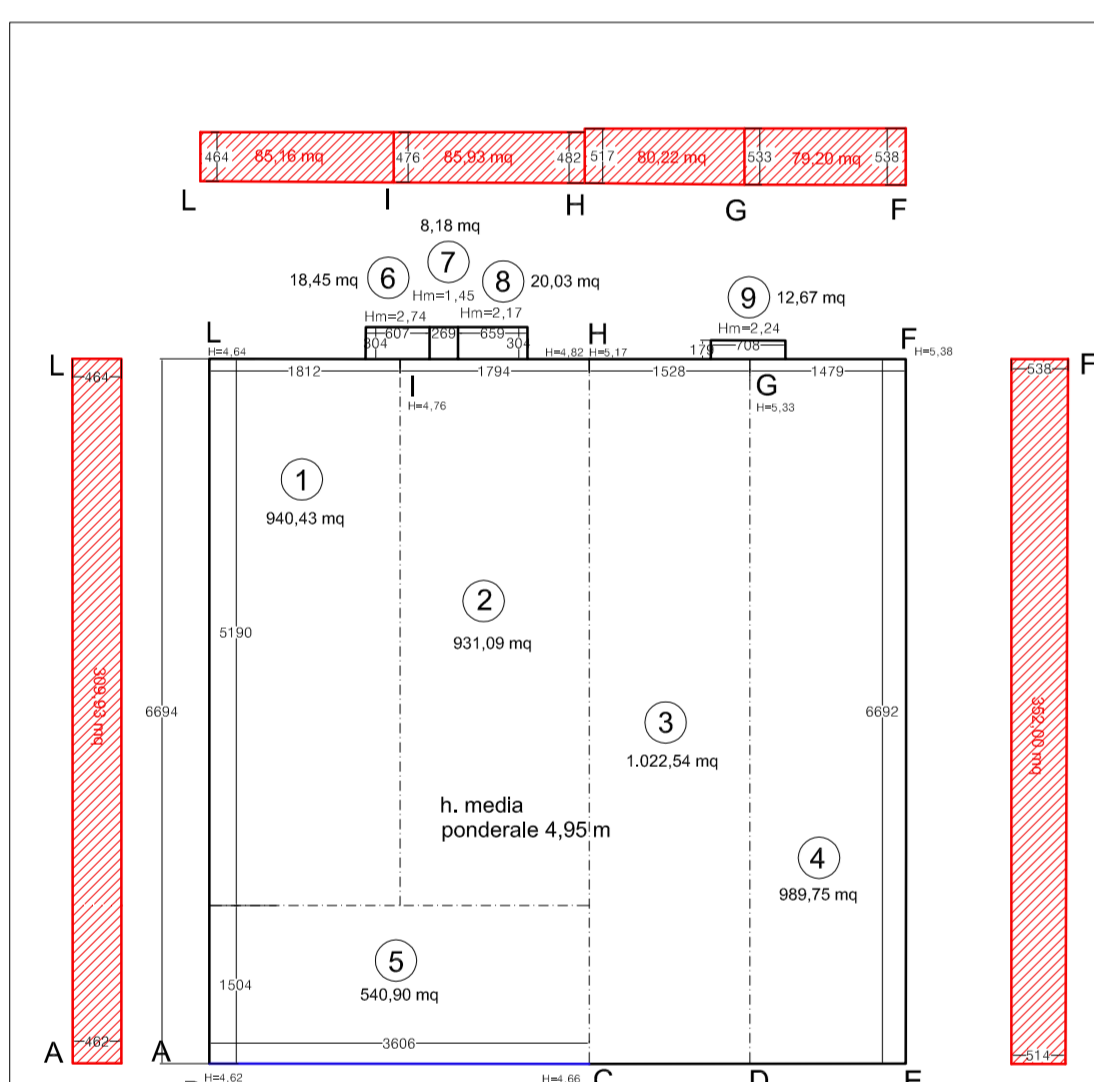 464 85,16 mq 476 85,93 mq 482 517 80,22 mq 533 79,20 mq 538
L I H G F
8,18 mq
7
18,45 mq 6 8 20,03 mq 9 12,67 mq
Hm=1,45
Hm=2,74 Hm=2,17 Hm=2,24
607 269 659
304 304 179 708
L H F
H=4,64 H=4,82 H=5,17 H=5,38
L F
464 538
1812 1794 1528 1479
I G
H=4,76 H=5,33
1
940,43 mq
2
931,09 mq
5190
309,93 mq 352,00 mq
6694 6692
3
1.022,54 mq
h. media
ponderale 4,95 m
4
989,75 mq
5
540,90 mq
1504
3606
462 514
A A
H=4,62 H=4,66
C D E